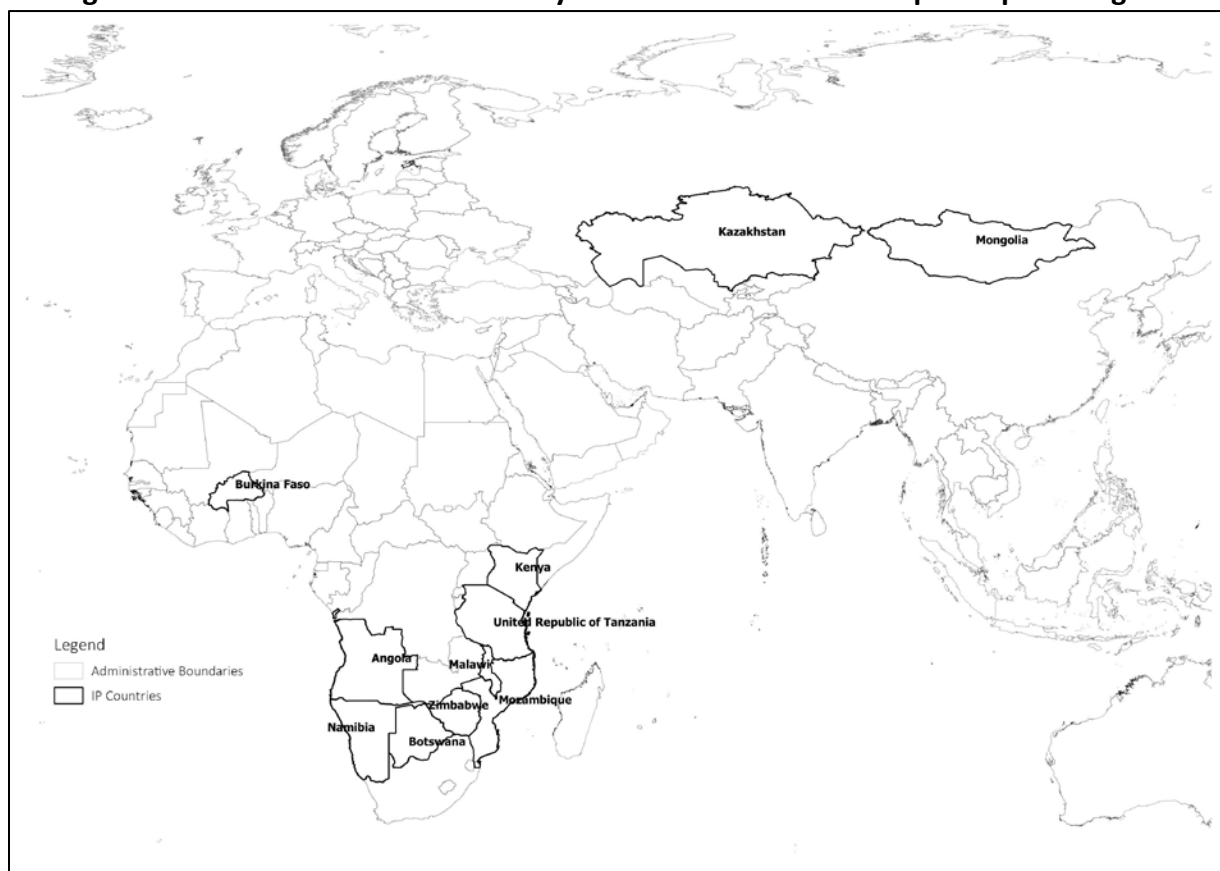 Kazakhstan
Mongolia
Burkina Faso
Kenya
United Republic of Tanzania
Angola
Malawi
Mozambique
Zimbabwe
Namibia
Botswana
Legend
Administrative Boundaries
IP Countries